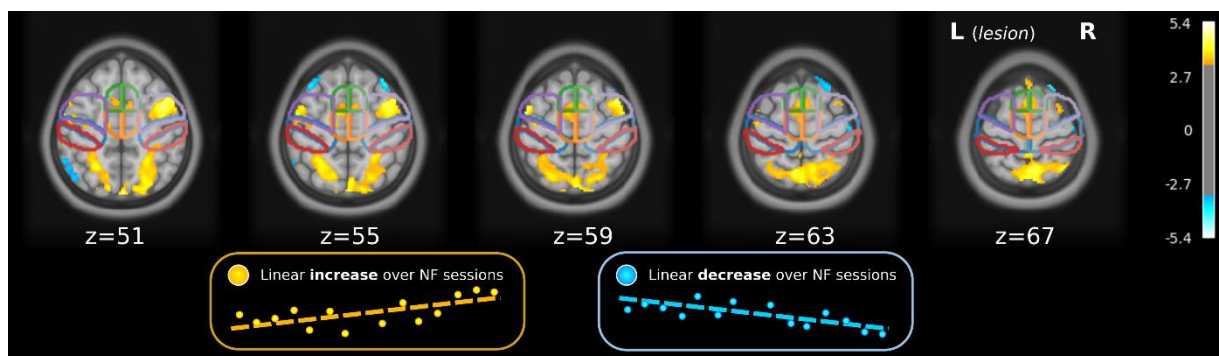 L (lesion) R
5.4
2.7
0
-2.7
-5.4
z=51 z=55 z=59 z=63 z=67
Linear increase over NF sessions
Linear decrease over NF sessions